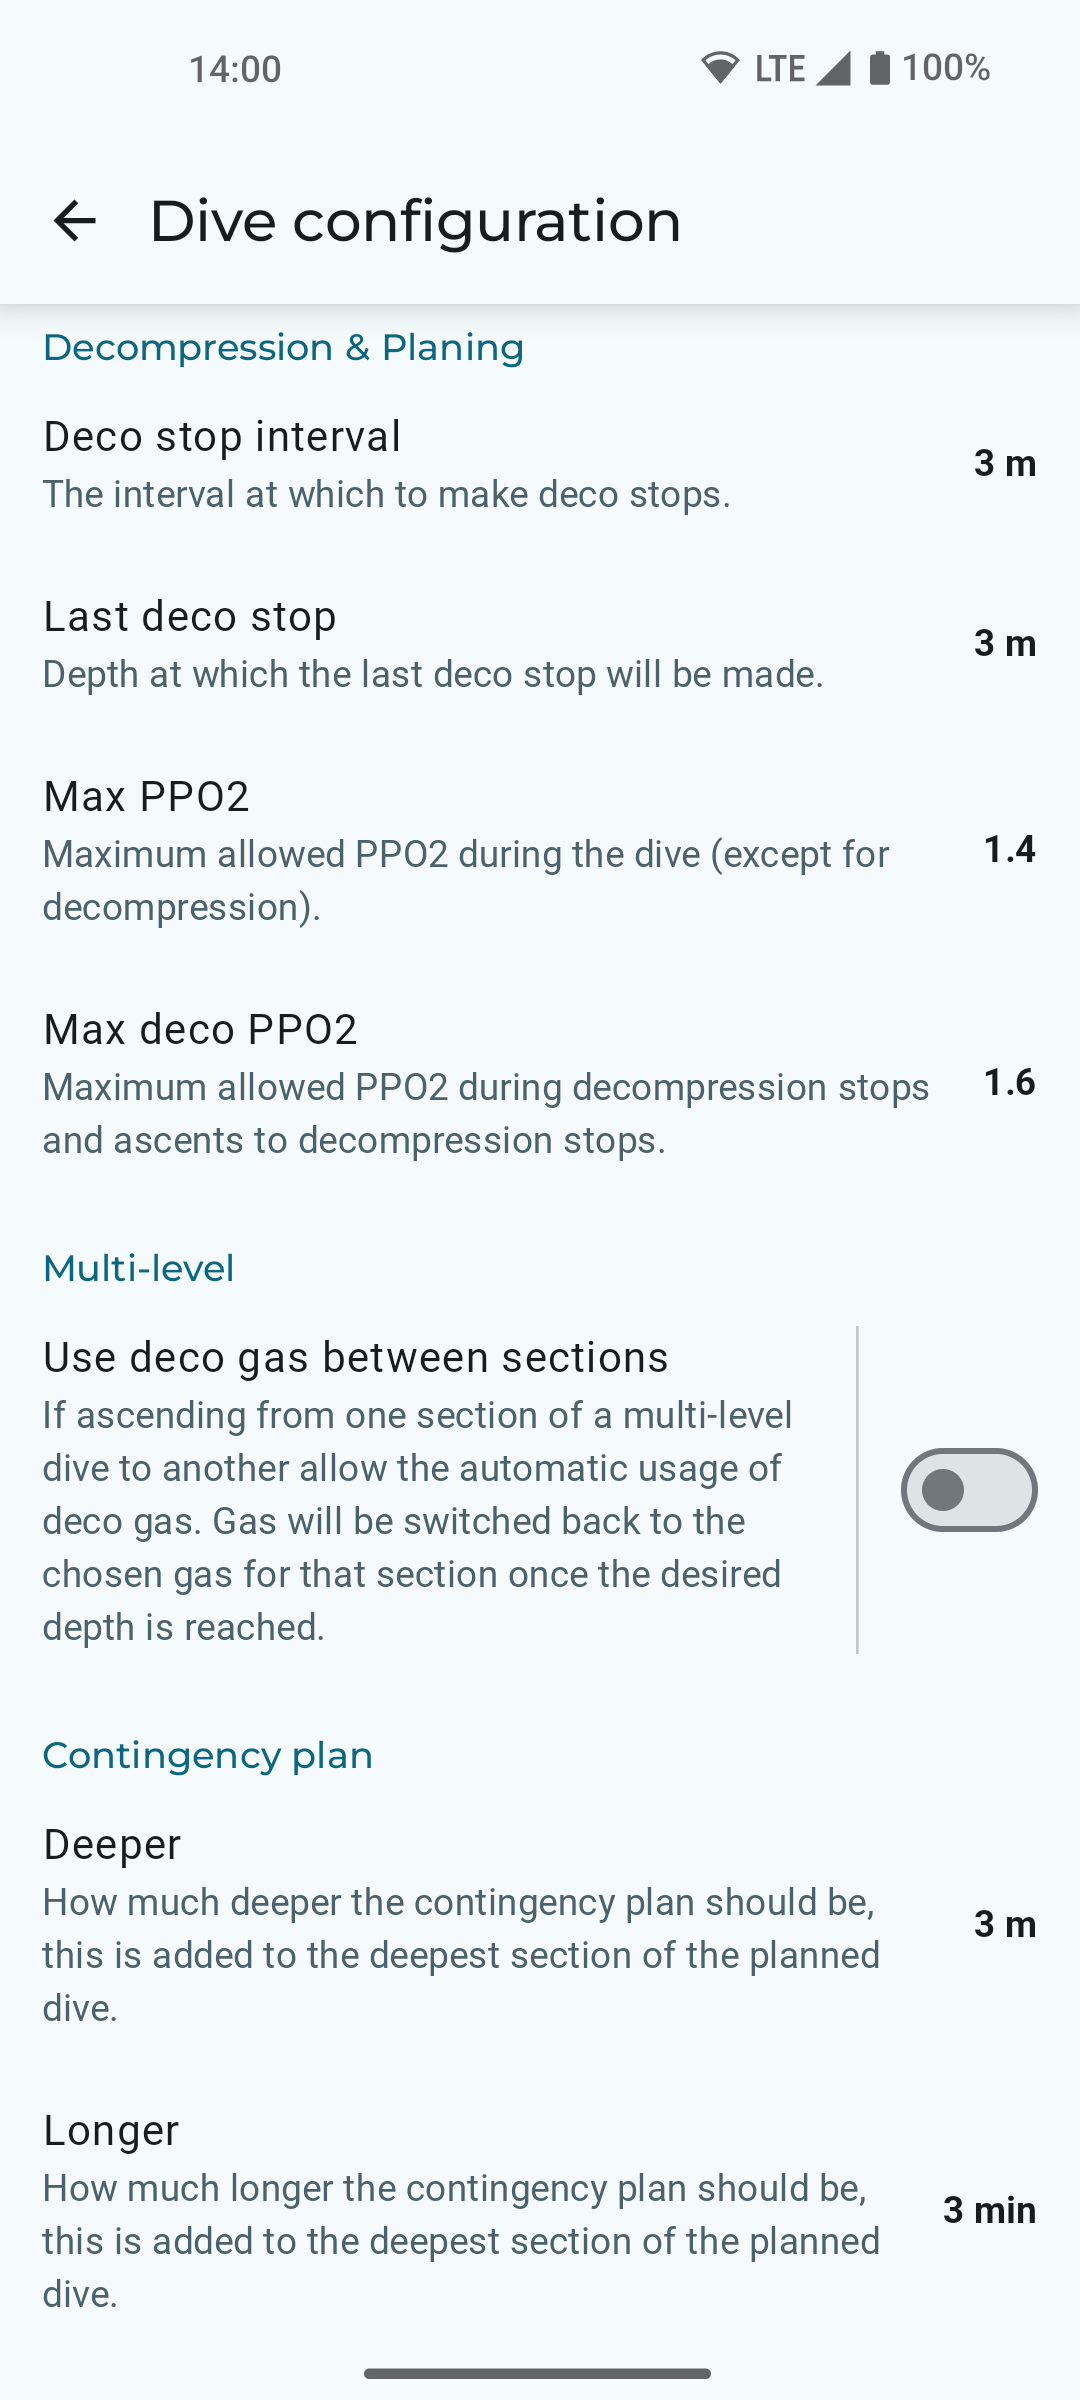 14:00
LTE 100%
Dive configuration
Decompression & Planing
Deco stop interval
The interval at which to make deco stops.
3 m
Last deco stop
Depth at which the last deco stop will be made.
3 m
Max PPO2
Maximum allowed PPO2 during the dive (except for
decompression).
1.4
Max deco PPO2
Maximum allowed PPO2 during decompression stops
and ascents to decompression stops.
1.6
Multi-level
Use deco gas between sections
If ascending from one section of a multi-level
dive to another allow the automatic usage of
deco gas. Gas will be switched back to the
chosen gas for that section once the desired
depth is reached.
Contingency plan
Deeper
How much deeper the contingency plan should be,
this is added to the deepest section of the planned
dive.
3 m
Longer
How much longer the contingency plan should be,
this is added to the deepest section of the planned
dive.
3 min